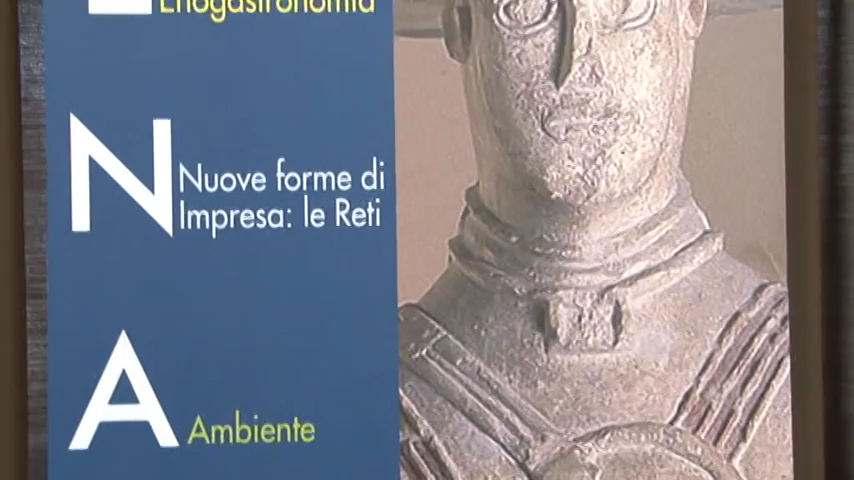 Enogastronomia
N
Nuove forme di
Impresa: le Reti
A Ambiente